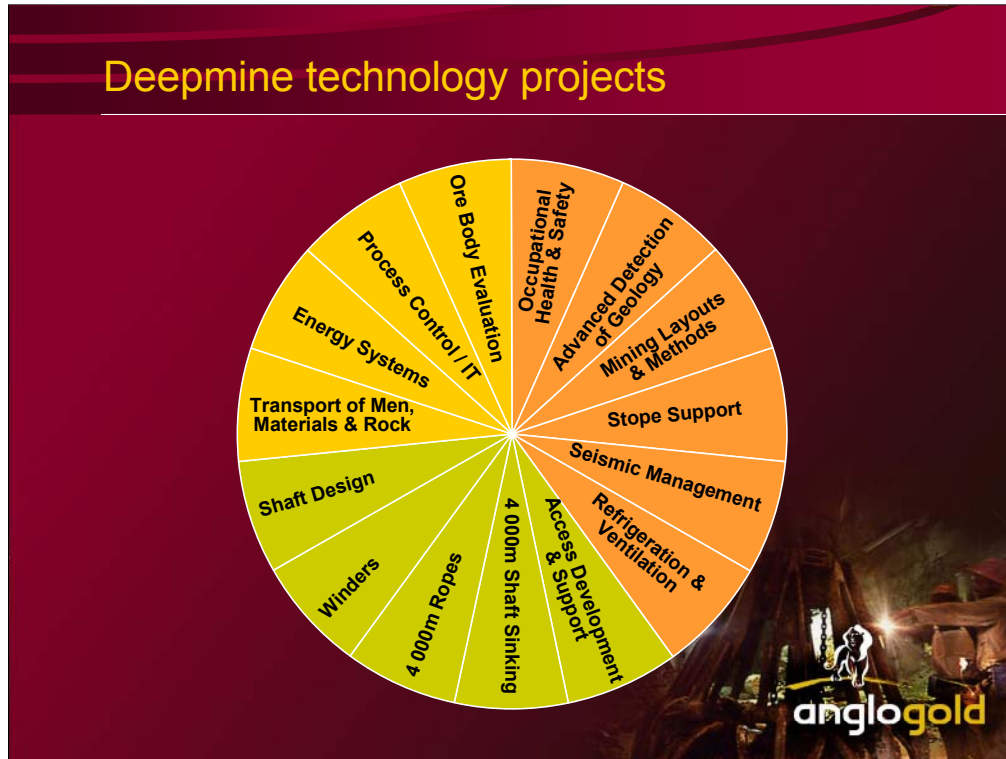 Deepmine technology projects
Occupational
Health & Safety
Advanced Detection
of Geology
Mining Layouts
& Methods
Stope Support
Seismic Management
Refrigeration &
Ventilation
Access Development
& Support
4 000m Shaft Sinking
4 000m Ropes
Winders
Shaft Design
Transport of Men,
Materials & Rock
Energy Systems
Process Control / IT
Ore Body Evaluation
anglogold